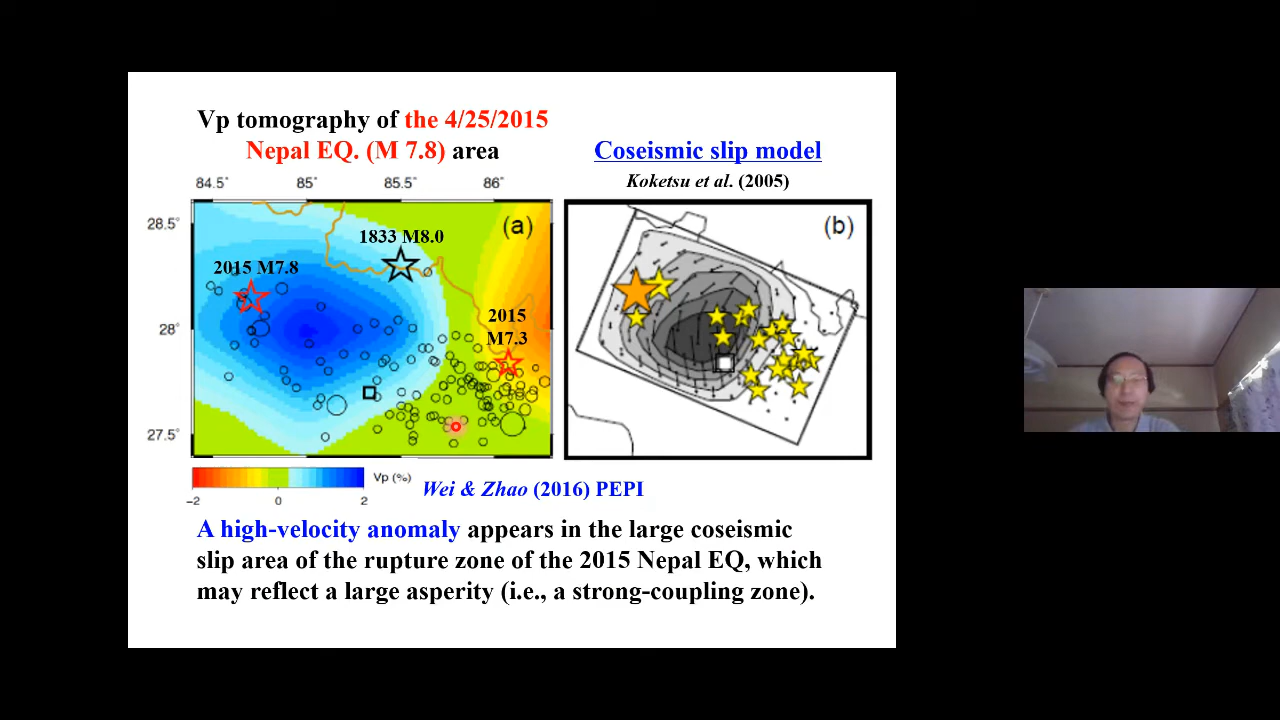 Vp tomography of the 4/25/2015
Nepal EQ. (M 7.8) area
Coseismic slip model
Koketsu et al. (2005)
84.5° 85° 85.5° 86°
28.5°
28°
27.5°
(a)
1833 M8.0
2015 M7.8
2015
M7.3
(b)
Vp (%)
−2 0 2
Wei & Zhao (2016) PEPI
A high-velocity anomaly appears in the large coseismic
slip area of the rupture zone of the 2015 Nepal EQ, which
may reflect a large asperity (i.e., a strong-coupling zone).